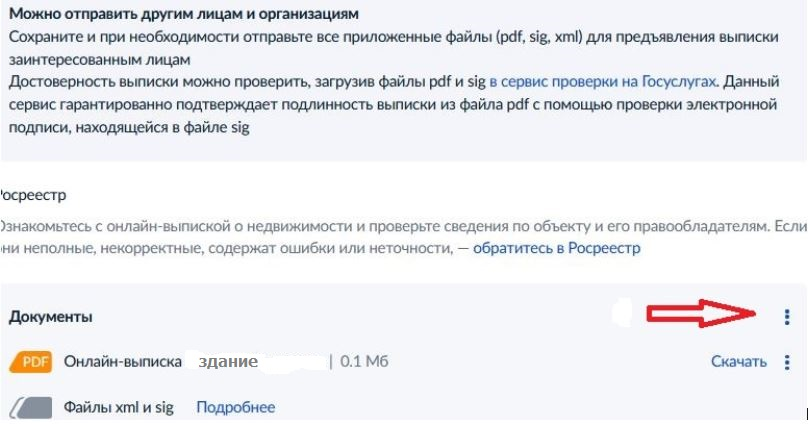 Можно отправить другим лицам и организациям
Сохраните и при необходимости отправьте все приложенные файлы (pdf, sig, xml) для предъявления выписки
заинтересованным лицам
Достоверность выписки можно проверить, загрузив файлы pdf и sig в сервис проверки на Госуслугах. Данный
сервис гарантированно подтверждает подлинность выписки из файла pdf с помощью проверки электронной
подписи, находящейся в файле sig
Росреестр
Ознакомьтесь с онлайн-выпиской о недвижимости и проверьте сведения по объекту и его правообладателям. Если
они неполные, некорректные, содержат ошибки или неточности, — обратитесь в Росреестр
Документы
PDF Онлайн-выписка здание | 0.1 Мб Скачать
Файлы xml и sig Подробнее